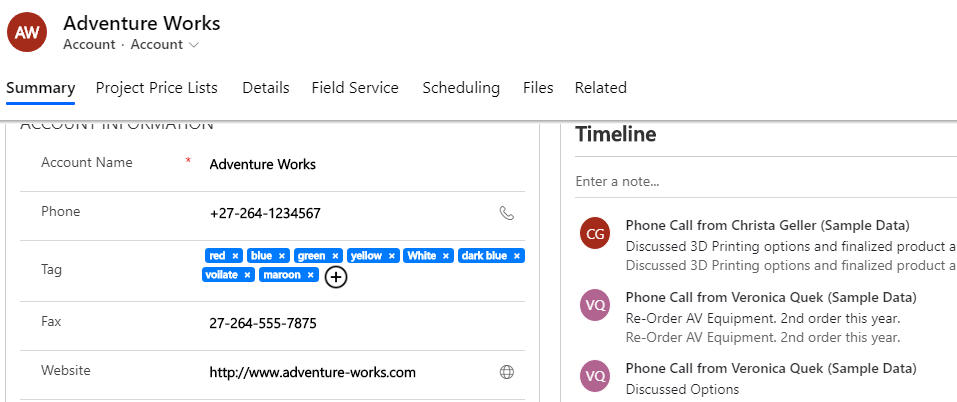 AW
Adventure Works
Account · Account
Summary Project Price Lists Details Field Service Scheduling Files Related
ACCOUNT INFORMATION
Account Name * Adventure Works
Phone +27-264-1234567
Tag
red × blue × green × yellow × White × dark blue ×
voilate × maroon ×
Fax 27-264-555-7875
Website http://www.adventure-works.com
Timeline
Enter a note...
CG
Phone Call from Christa Geller (Sample Data)
Discussed 3D Printing options and finalized product a
Discussed 3D Printing options and finalized product a
VQ
Phone Call from Veronica Quek (Sample Data)
Re-Order AV Equipment. 2nd order this year.
Re-Order AV Equipment. 2nd order this year.
VQ
Phone Call from Veronica Quek (Sample Data)
Discussed Options